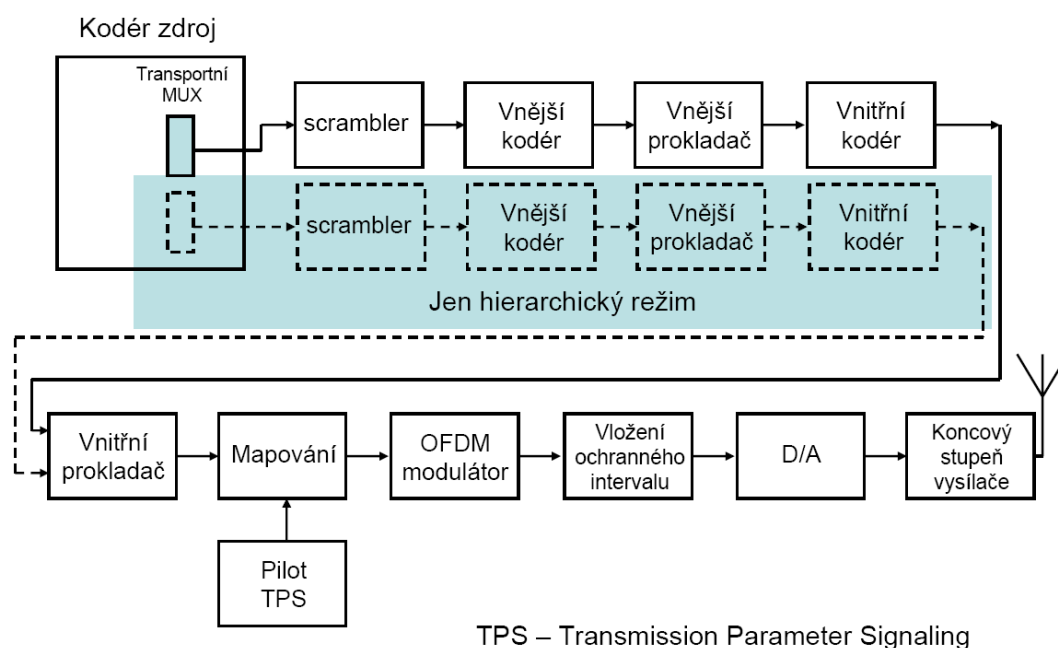 Kodér zdroj
Transportní
MUX
scrambler
Vnější
kodér
Vnější
prokladač
Vnitřní
kodér
scrambler
Vnější
kodér
Vnější
prokladač
Vnitřní
kodér
Jen hierarchický režim
Vnitřní
prokladač
Mapování
OFDM
modulátor
Vložení
ochranného
intervalu
D/A
Koncový
stupeň
vysílače
Pilot
TPS
TPS – Transmission Parameter Signaling